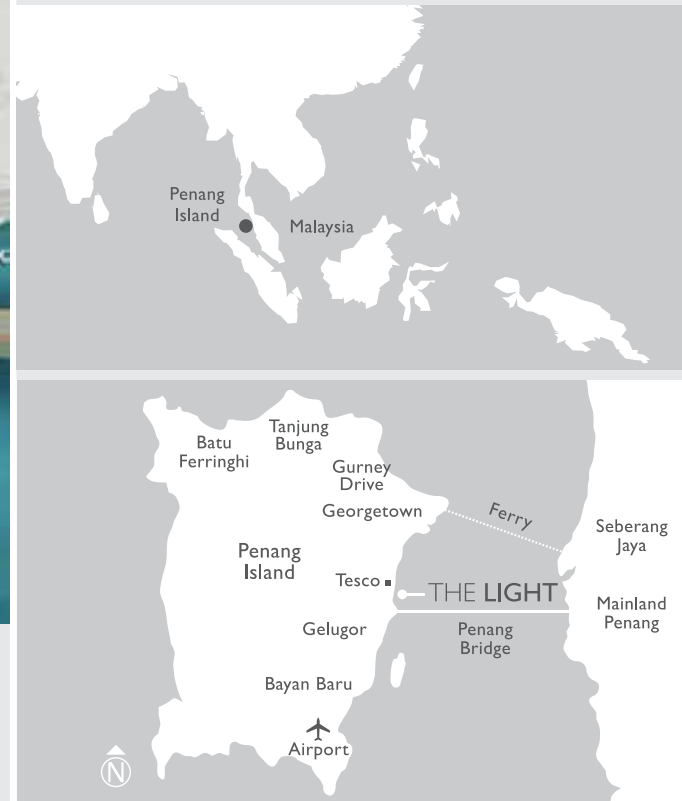 Penang
Island
Malaysia
Tanjung
Bunga
Batu
Ferringhi
Gurney
Drive
Georgetown
Ferry
Seberang
Jaya
Penang
Island
Tesco
THE LIGHT
Mainland
Penang
Gelugor
Penang
Bridge
Bayan Baru
Airport
N